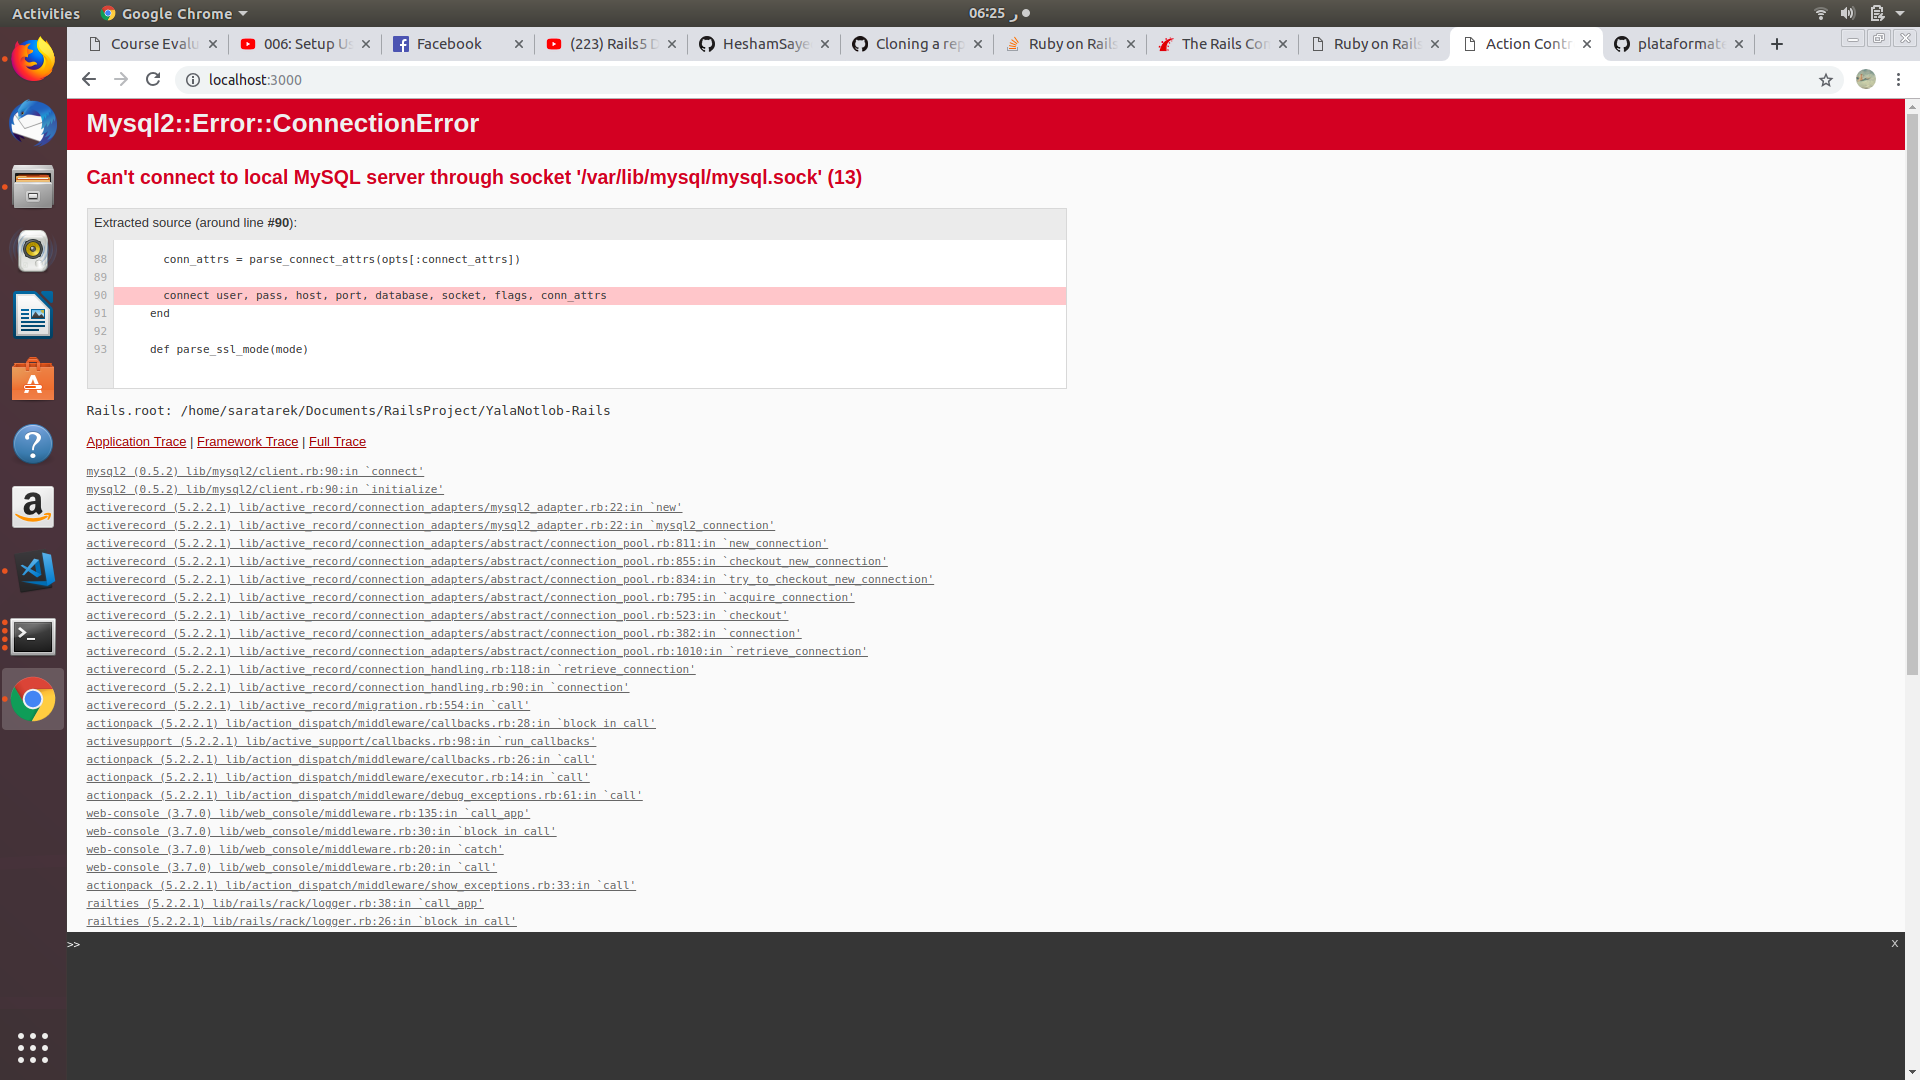 Activities
Google Chrome
06:25 ر
Course Evalu
006: Setup Us
Facebook
(223) Rails5 D
HeshamSaye
Cloning a rep
Ruby on Rails
The Rails Con
Ruby on Rails
Action Contr
plataformate
localhost:3000
Mysql2::Error::ConnectionError
Can't connect to local MySQL server through socket '/var/lib/mysql/mysql.sock' (13)
Extracted source (around line #90):
88 conn_attrs = parse_connect_attrs(opts[:connect_attrs])
89
90 connect user, pass, host, port, database, socket, flags, conn_attrs
91 end
92
93 def parse_ssl_mode(mode)
Rails.root: /home/saratarek/Documents/RailsProject/YalaNotlob-Rails
Application Trace | Framework Trace | Full Trace
mysql2 (0.5.2) lib/mysql2/client.rb:90:in `connect'
mysql2 (0.5.2) lib/mysql2/client.rb:90:in `initialize'
activerecord (5.2.2.1) lib/active_record/connection_adapters/mysql2_adapter.rb:22:in `new'
activerecord (5.2.2.1) lib/active_record/connection_adapters/mysql2_adapter.rb:22:in `mysql2_connection'
activerecord (5.2.2.1) lib/active_record/connection_adapters/abstract/connection_pool.rb:811:in `new_connection'
activerecord (5.2.2.1) lib/active_record/connection_adapters/abstract/connection_pool.rb:855:in `checkout_new_connection'
activerecord (5.2.2.1) lib/active_record/connection_adapters/abstract/connection_pool.rb:834:in `try_to_checkout_new_connection'
activerecord (5.2.2.1) lib/active_record/connection_adapters/abstract/connection_pool.rb:795:in `acquire_connection'
activerecord (5.2.2.1) lib/active_record/connection_adapters/abstract/connection_pool.rb:523:in `checkout'
activerecord (5.2.2.1) lib/active_record/connection_adapters/abstract/connection_pool.rb:382:in `connection'
activerecord (5.2.2.1) lib/active_record/connection_adapters/abstract/connection_pool.rb:1010:in `retrieve_connection'
activerecord (5.2.2.1) lib/active_record/connection_handling.rb:118:in `retrieve_connection'
activerecord (5.2.2.1) lib/active_record/connection_handling.rb:90:in `connection'
activerecord (5.2.2.1) lib/active_record/migration.rb:554:in `call'
actionpack (5.2.2.1) lib/action_dispatch/middleware/callbacks.rb:28:in `block in call'
activesupport (5.2.2.1) lib/active_support/callbacks.rb:98:in `run_callbacks'
actionpack (5.2.2.1) lib/action_dispatch/middleware/callbacks.rb:26:in `call'
actionpack (5.2.2.1) lib/action_dispatch/middleware/executor.rb:14:in `call'
actionpack (5.2.2.1) lib/action_dispatch/middleware/debug_exceptions.rb:61:in `call'
web-console (3.7.0) lib/web_console/middleware.rb:135:in `call_app'
web-console (3.7.0) lib/web_console/middleware.rb:30:in `block in call'
web-console (3.7.0) lib/web_console/middleware.rb:20:in `catch'
web-console (3.7.0) lib/web_console/middleware.rb:20:in `call'
actionpack (5.2.2.1) lib/action_dispatch/middleware/show_exceptions.rb:33:in `call'
railties (5.2.2.1) lib/rails/rack/logger.rb:38:in `call_app'
railties (5.2.2.1) lib/rails/rack/logger.rb:26:in `block in call'
>>
x